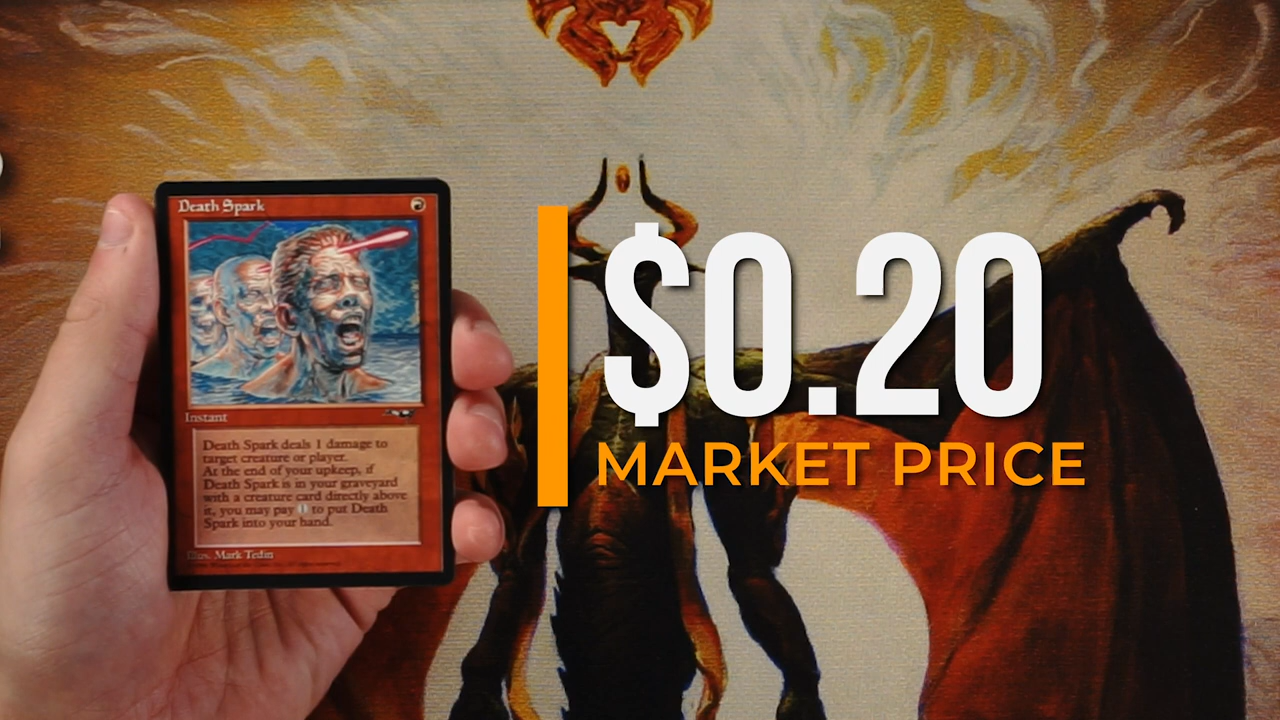 Death Spark
Instant
Death Spark deals 1 damage to
target creature or player.
At the end of your upkeep, if
Death Spark is in your graveyard
with a creature card directly above
it, you may pay 1 to put Death
Spark into your hand.
Illus. Mark Tedin
$0.20
MARKET PRICE